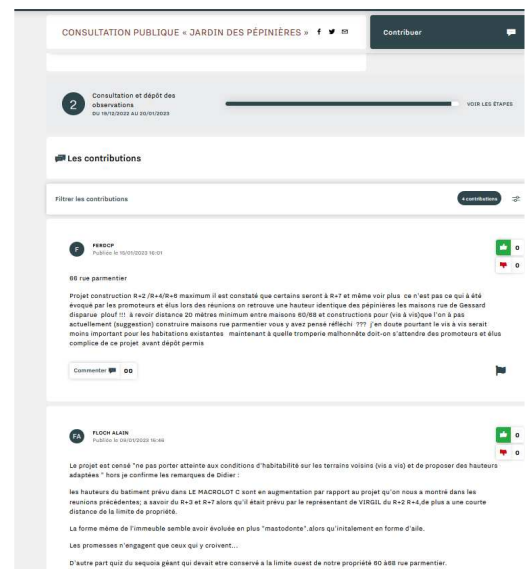 CONSULTATION PUBLIQUE « JARDIN DES PÉPINIÈRES »
Contribuer
2
Consultation et dépôt des
observations
DU 19/12/2022 AU 20/01/2023
VOIR LES ÉTAPES
Les contributions
Filtrer les contributions
4 contributions
F
FERDCP
Publiée le 15/01/2023 16:01
0
0
66 rue parmentier
Projet construction R+2 /R+4/R+6 maximum il est constaté que certains seront à R+7 et même voir plus ce n'est pas ce qui à été
évoqué par les promoteurs et élus lors des réunions on retrouve une hauteur identique des pépinières les maisons rue de Gessard
disparue plouf !!! à revoir distance 20 mètres minimum entre maisons 60/68 et constructions pour (vis à vis)que l'on à pas
actuellement (suggestion) construire maisons rue parmentier vous y avez pensé réfléchi ??? j'en doute pourtant le vis à vis serait
moins important pour les habitations existantes maintenant à quelle tromperie malhonnête doit-on s'attendre des promoteurs et élus
complice de ce projet avant dépôt permis
Commenter 00
FA
FLOCH ALAIN
Publiée le 09/01/2023 16:46
0
0
Le projet est censé "ne pas porter atteinte aux conditions d'habitabilité sur les terrains voisins (vis a vis) et de proposer des hauteurs
adaptées " hors je confirme les remarques de Didier :
les hauteurs du batiment prévu dans LE MACROLOT C sont en augmentation par rapport au projet qu'on nous a montré dans les
reunions précédentes; a savoir du R+3 et R+7 alors qu'il était prévu par le représentant de VIRGIL du R+2 R+4,de plus a une courte
distance de la limite de propriété.
La forme même de l'immeuble semble avoir évoluée en plus "mastodonte".alors qu'initalement en forme d'aile.
Les promesses n'engagent que ceux qui y croivent...
D'autre part quiz du sequoia géant qui devait etre conservé a la limite ouest de notre propriété 60 à68 rue parmentier.